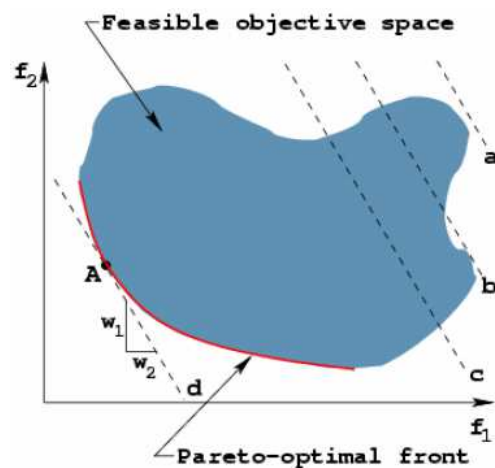 Feasible objective space
f2
a
A
b
w1
w2
c
d
f1
Pareto-optimal front